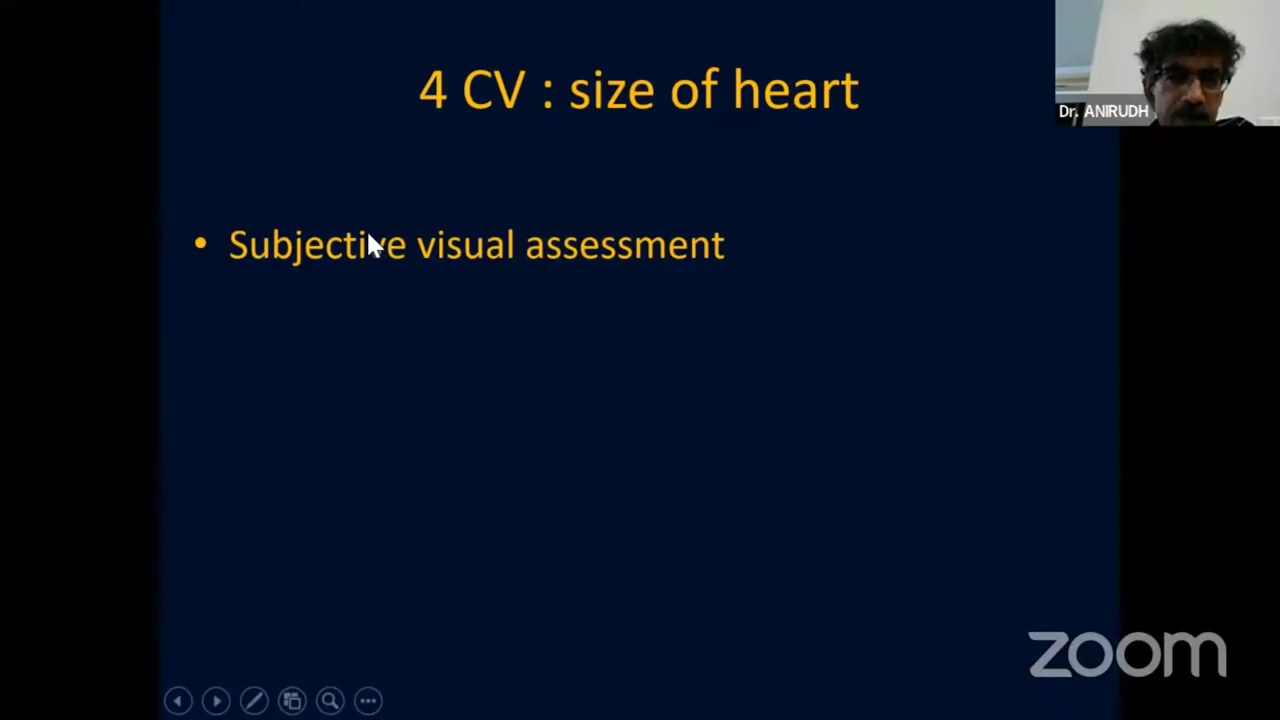 4 CV : size of heart
Dr. ANIRUDH
• Subjective visual assessment
zoom